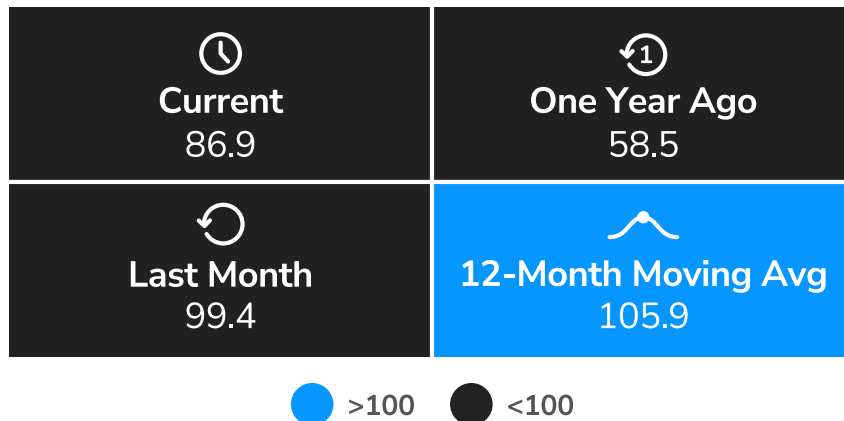 Current
86.9
1
One Year Ago
58.5
Last Month
99.4
12-Month Moving Avg
105.9
>100
<100